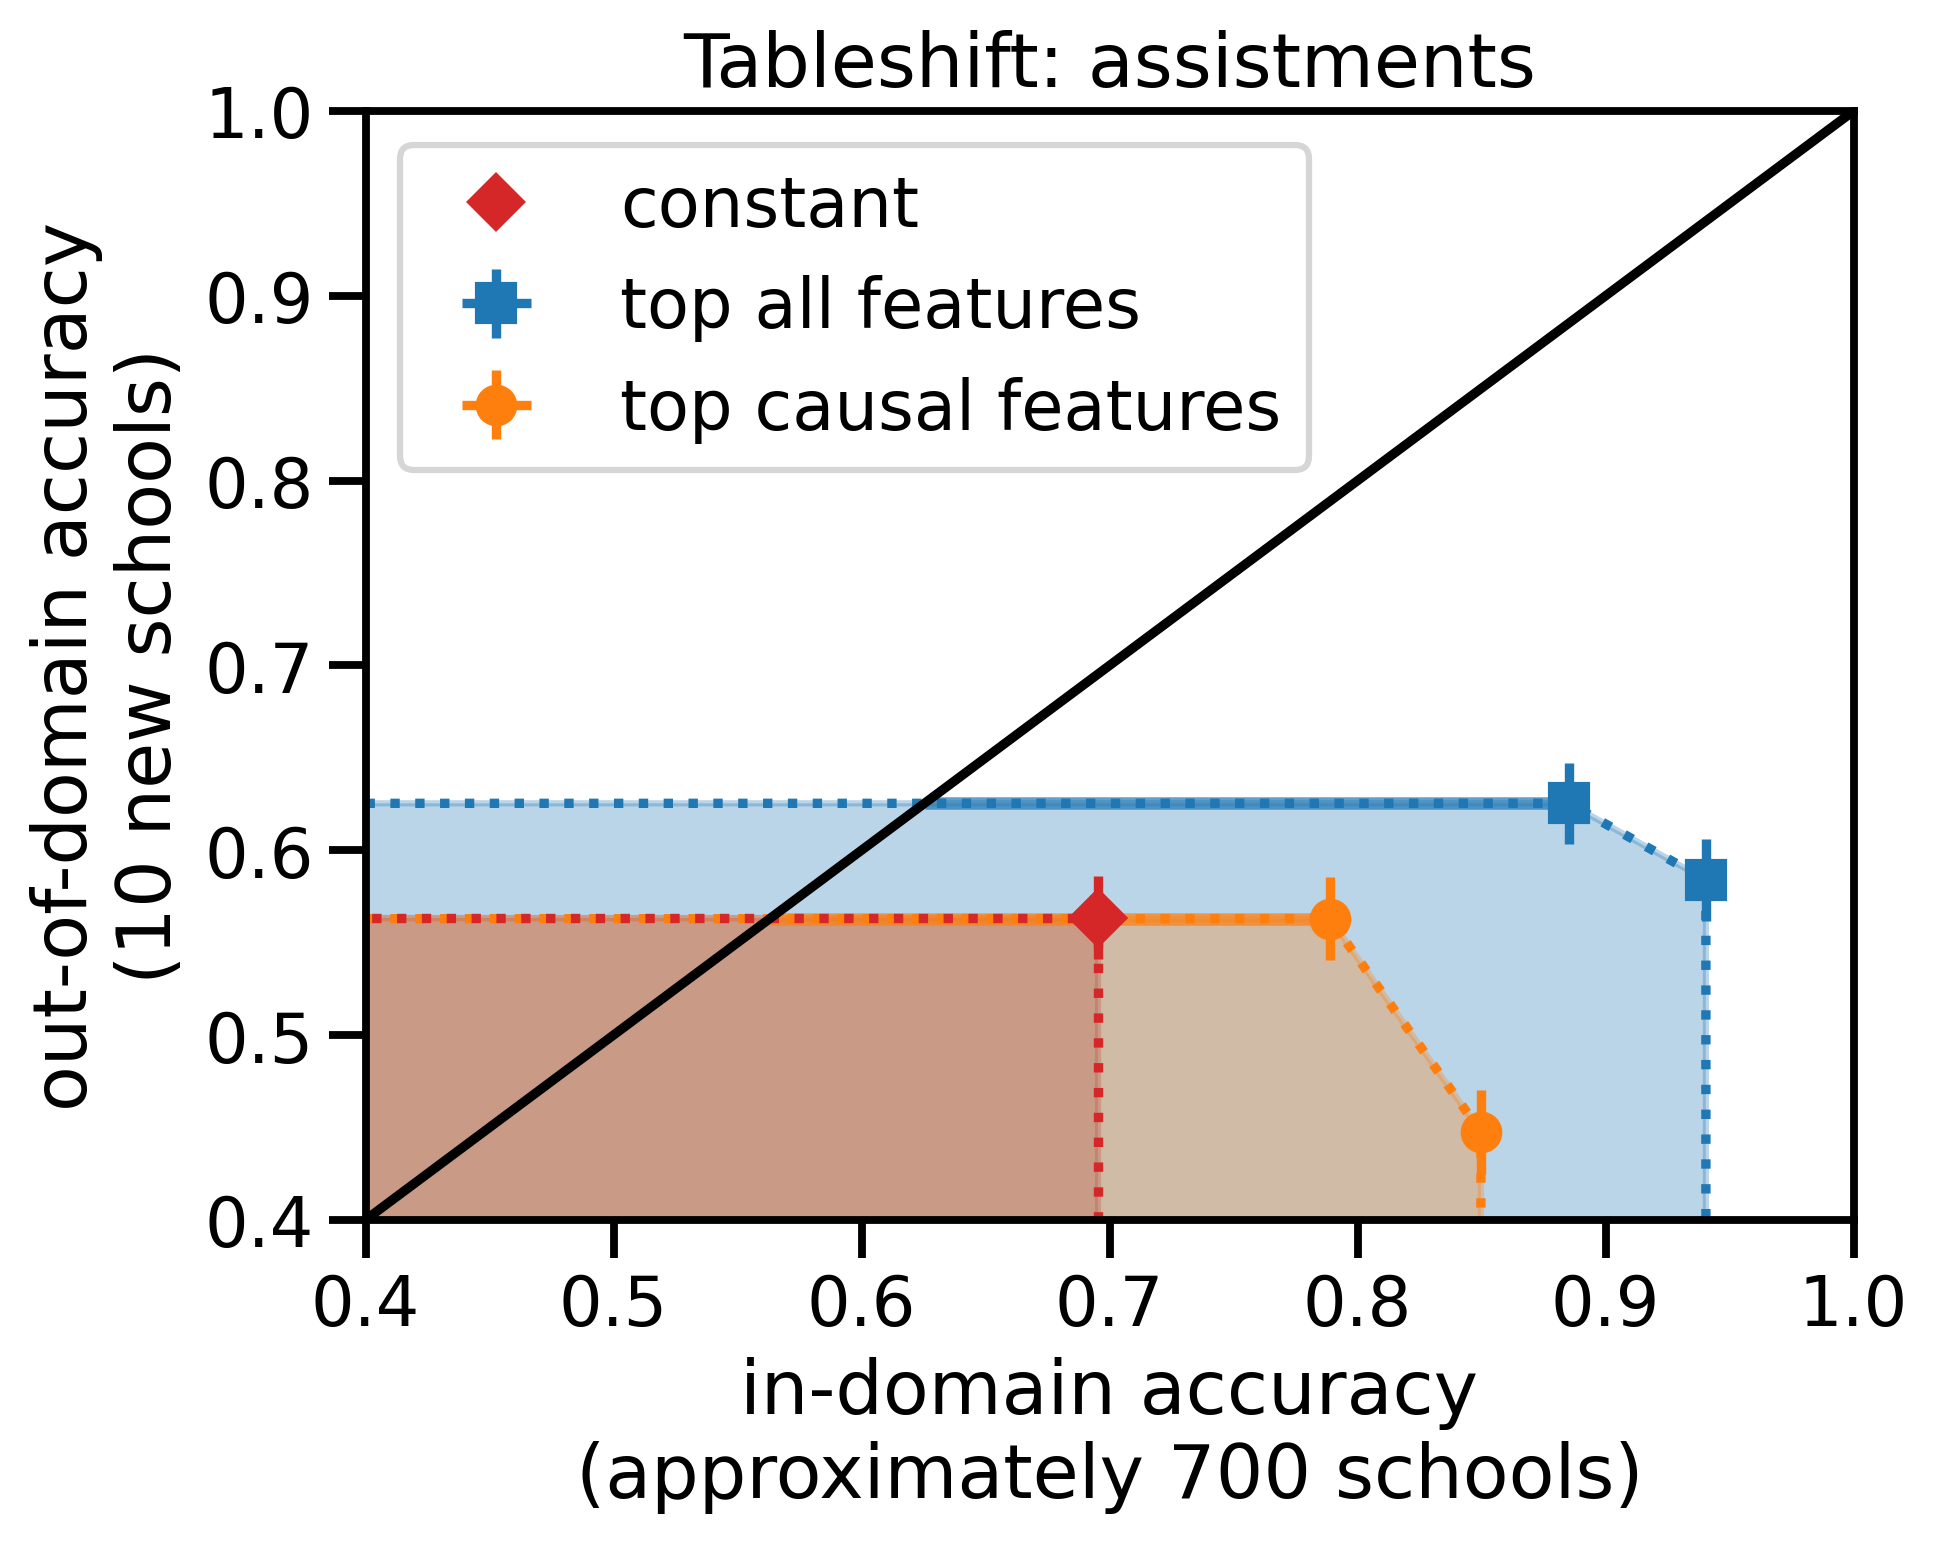 Tableshift: assistments
constant
top all features
top causal features
out-of-domain accuracy
(10 new schools)
1.0
0.9
0.8
0.7
0.6
0.5
0.4
0.4 0.5 0.6 0.7 0.8 0.9 1.0
in-domain accuracy
(approximately 700 schools)